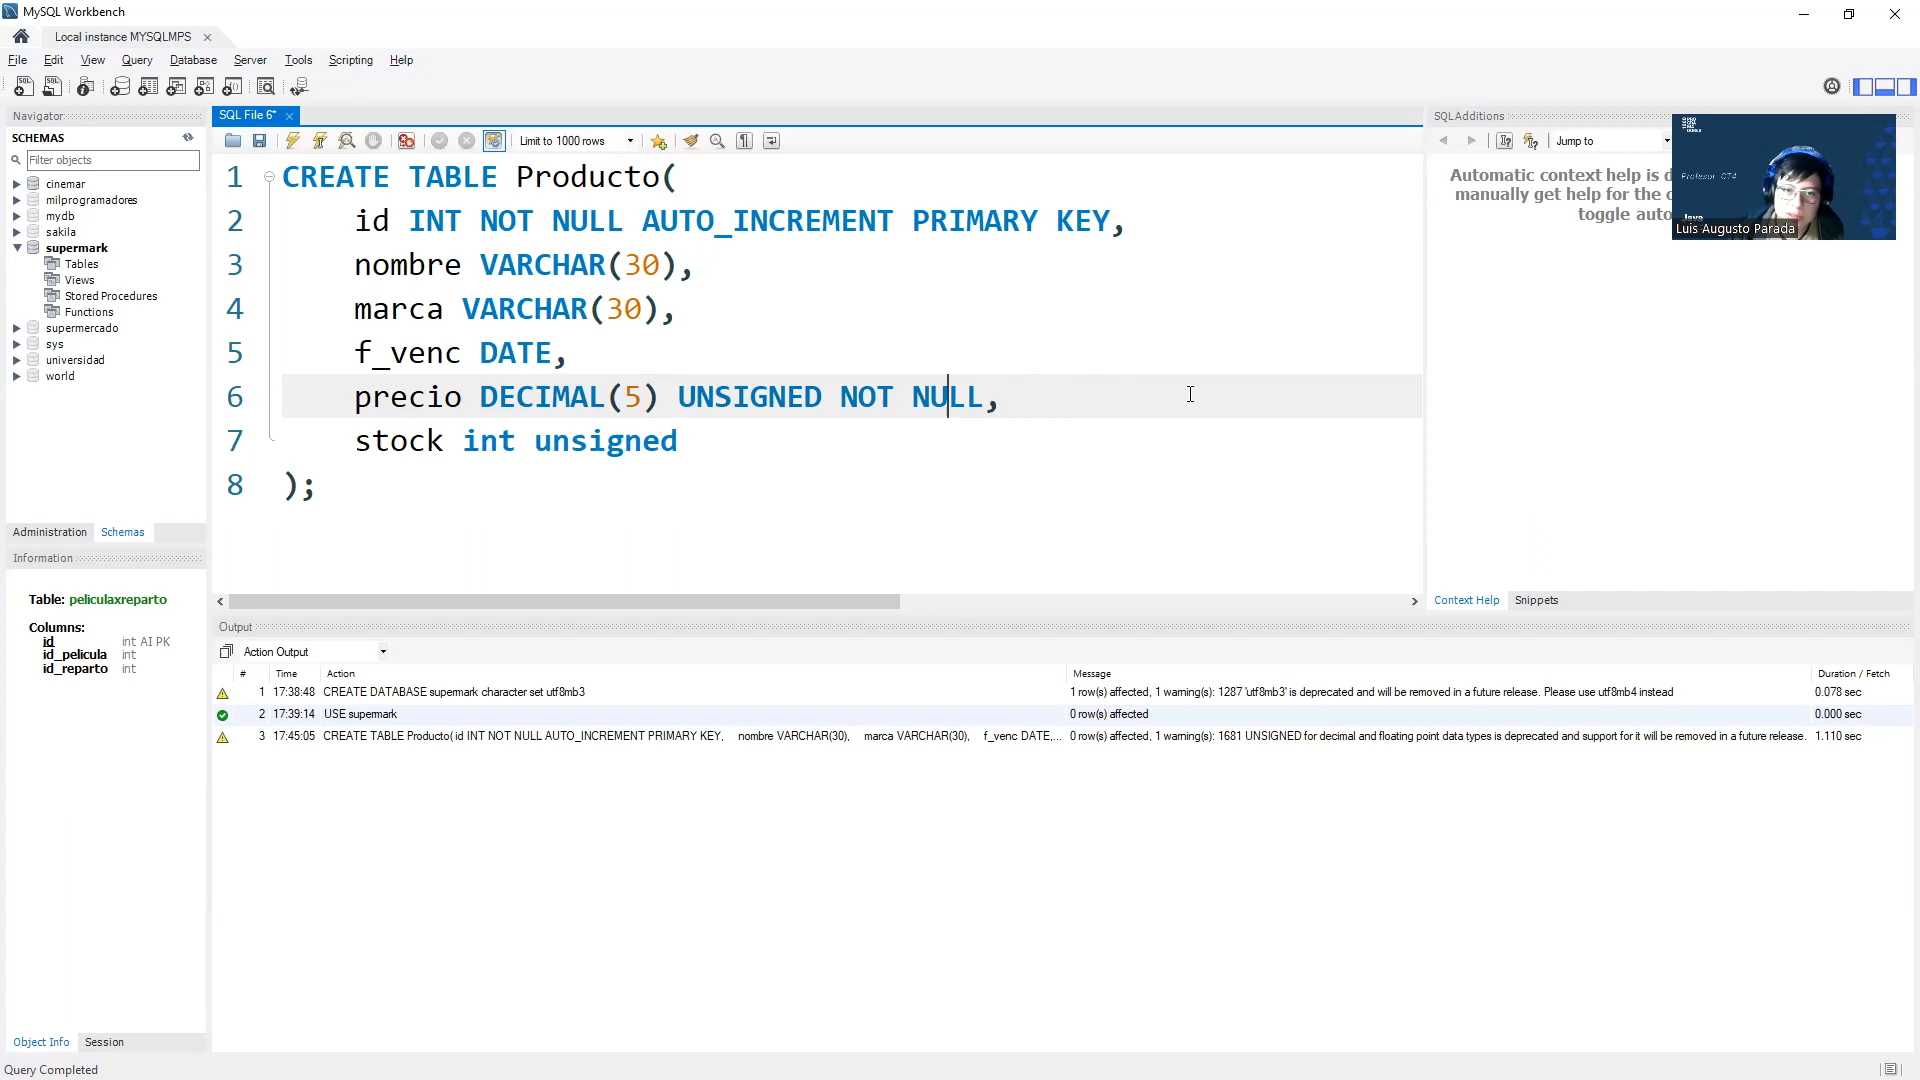 MySQL Workbench
Local instance MYSQLMPS
File Edit View Query Database Server Tools Scripting Help
Navigator
SCHEMAS
Filter objects
cinemar
milprogramadores
mydb
sakila
supermark
Tables
Views
Stored Procedures
Functions
supermercado
sys
universidad
world
Administration Schemas
Information
Table: peliculaxreparto
Columns:
id int AI PK
id_pelicula int
id_reparto int
Object Info Session
Query Completed
SQL File 6*
Limit to 1000 rows
1 CREATE TABLE Producto(
2 id INT NOT NULL AUTO_INCREMENT PRIMARY KEY,
3 nombre VARCHAR(30),
4 marca VARCHAR(30),
5 f_venc DATE,
6 precio DECIMAL(5) UNSIGNED NOT NULL,
7 stock int unsigned
8 );
SQLAdditions
Jump to
Automatic context help is d
manually get help for the c
toggle auto
Profesor CT4
Java
Luis Augusto Parada
Context Help Snippets
Output
Action Output
# Time Action Message Duration / Fetch
1 17:38:48 CREATE DATABASE supermark character set utf8mb3 1 row(s) affected, 1 warning(s): 1287 'utf8mb3' is deprecated and will be removed in a future release. Please use utf8mb4 instead 0.078 sec
2 17:39:14 USE supermark 0 row(s) affected 0.000 sec
3 17:45:05 CREATE TABLE Producto( id INT NOT NULL AUTO_INCREMENT PRIMARY KEY, nombre VARCHAR(30), marca VARCHAR(30), f_venc DATE,... 0 row(s) affected, 1 warning(s): 1681 UNSIGNED for decimal and floating point data types is deprecated and support for it will be removed in a future release. 1.110 sec